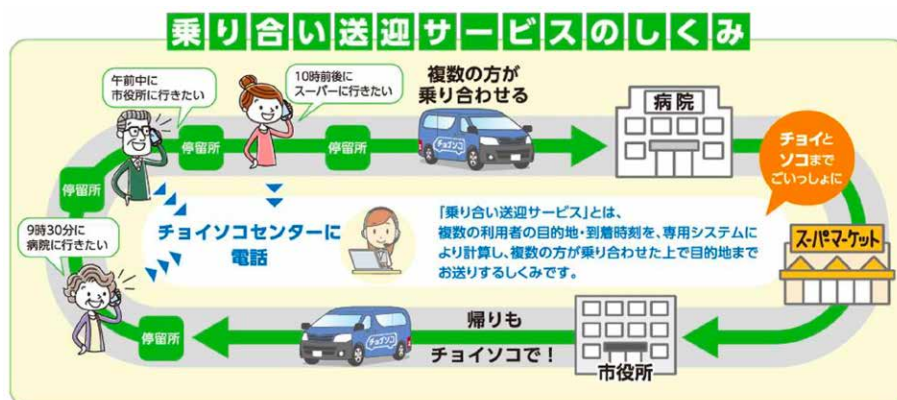 乗り合い送迎サービスのしくみ
午前中に
市役所に行きたい
10時前後に
スーパーに行きたい
複数の方が
乗り合わせる
停留所
停留所
チョイソコ
病院
チョイと
ソコまで
ごいっしょに
停留所
9時30分に
病院に行きたい
チョイソコセンターに
電話
「乗り合い送迎サービス」とは、
複数の利用者の目的地・到着時刻を、専用システムに
より計算し、複数の方が乗り合わせた上で目的地まで
お送りするしくみです。
スーパーマーケット
停留所
チョイソコ
帰りも
チョイソコで！
市役所